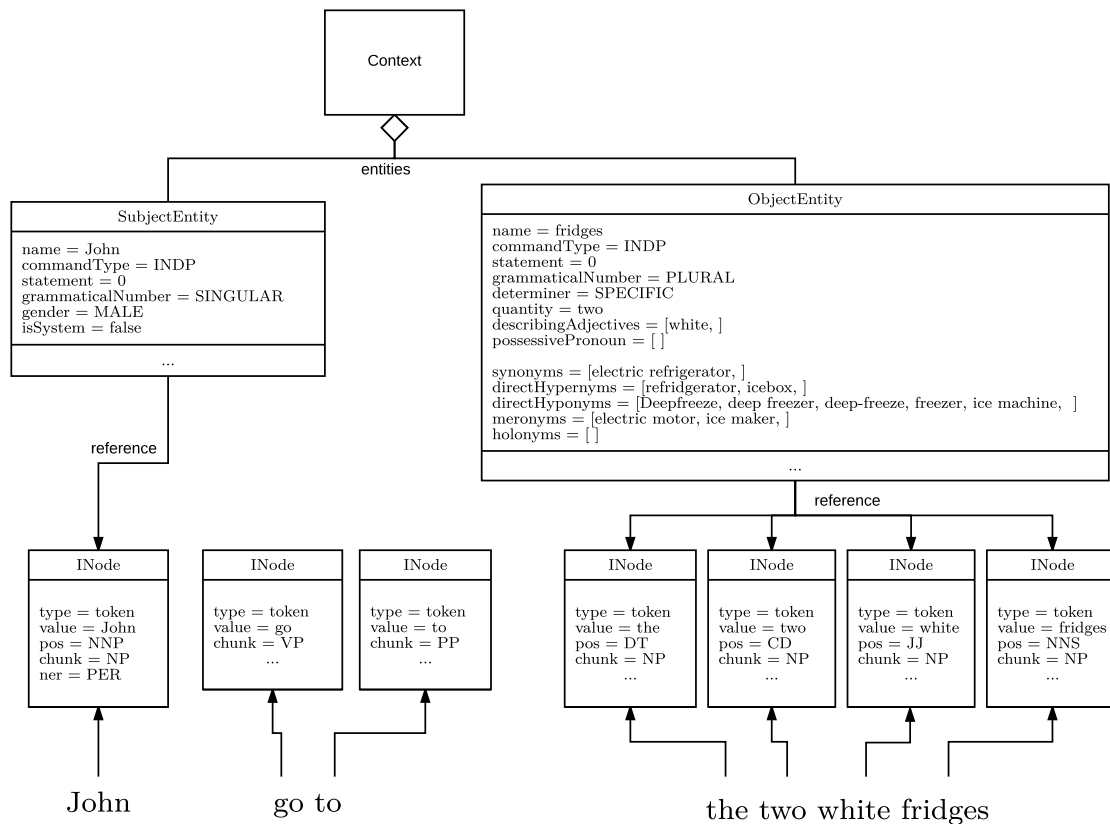 Context
entities
SubjectEntity
name = John
commandType = INDP
statement = 0
grammaticalNumber = SINGULAR
gender = MALE
isSystem = false
...
ObjectEntity
name = fridges
commandType = INDP
statement = 0
grammaticalNumber = PLURAL
determiner = SPECIFIC
quantity = two
describingAdjectives = [white, ]
possessivePronoun = [ ]
synonyms = [electric refrigerator, ]
directHypernyms = [refridgerator, icebox, ]
directHyponyms = [Deepfreeze, deep freezer, deep-freeze, freezer, ice machine, ]
meronyms = [electric motor, ice maker, ]
holonyms = [ ]
...
reference
reference
INode
type = token
value = John
pos = NNP
chunk = NP
ner = PER
INode
type = token
value = go
chunk = VP
...
INode
type = token
value = to
chunk = PP
...
INode
type = token
value = the
pos = DT
chunk = NP
...
INode
type = token
value = two
pos = CD
chunk = NP
...
INode
type = token
value = white
pos = JJ
chunk = NP
...
INode
type = token
value = fridges
pos = NNS
chunk = NP
...
John
go to
the two white fridges